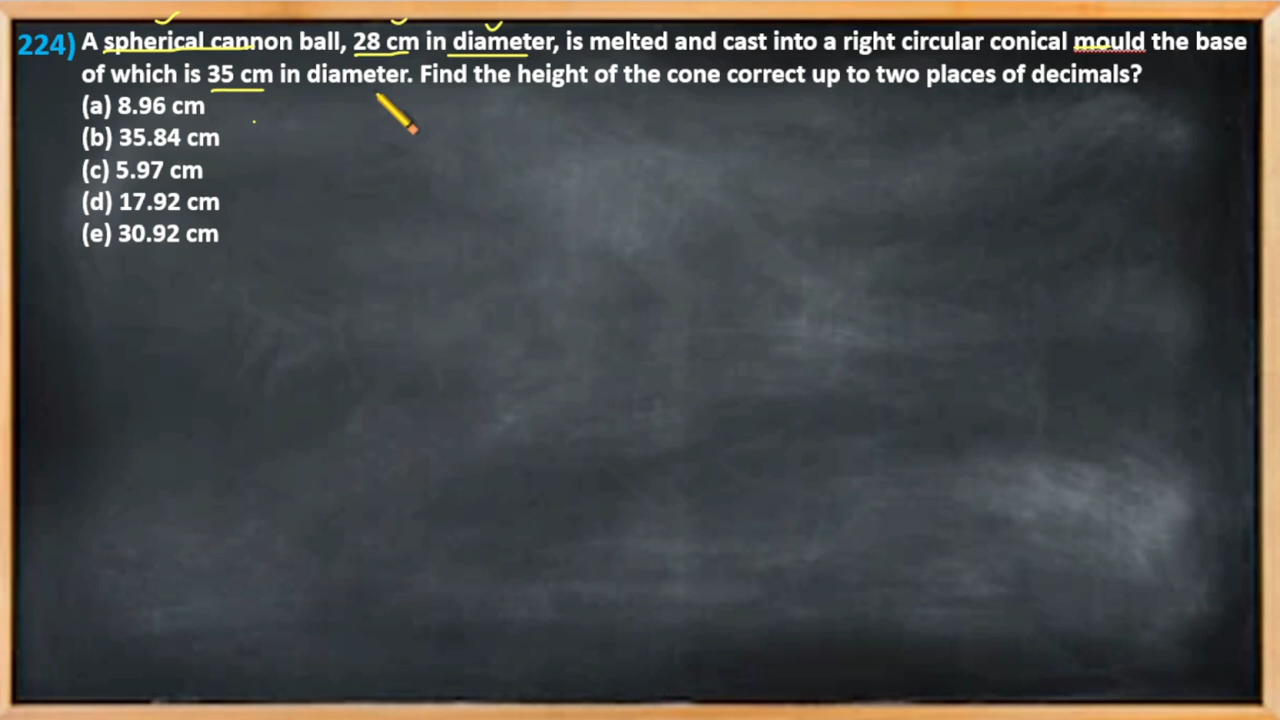 224) A spherical cannon ball, 28 cm in diameter, is melted and cast into a right circular conical mould the base
of which is 35 cm in diameter. Find the height of the cone correct up to two places of decimals?
(a) 8.96 cm
(b) 35.84 cm
(c) 5.97 cm
(d) 17.92 cm
(e) 30.92 cm